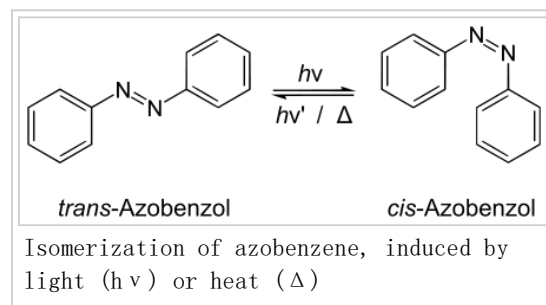 N
N
hν
hν' / Δ
N
N
trans-Azobenzol
cis-Azobenzol
Isomerization of azobenzene, induced by
light (hν) or heat (Δ)